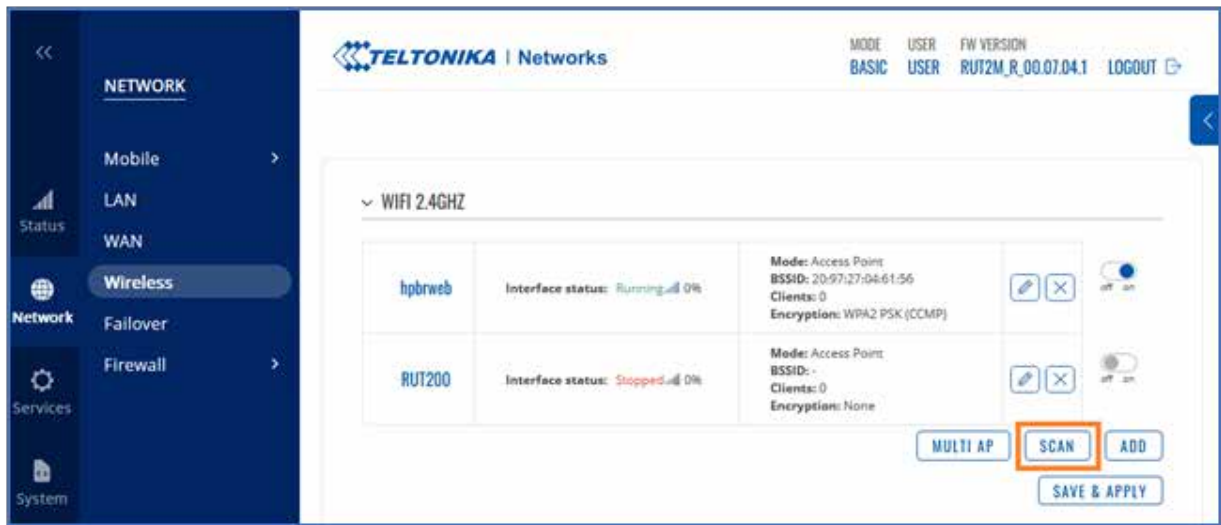 <<
NETWORK
Mobile >
LAN
WAN
Wireless
Failover
Firewall >
Status
Network
Services
System
TELTONIKA | Networks
MODE USER FW VERSION
BASIC USER RUT2M_R_00.07.04.1 LOGOUT
WIFI 2.4GHZ
hpbrweb
Interface status: Running 0%
Mode: Access Point
BSSID: 20:97:27:04:61:56
Clients: 0
Encryption: WPA2 PSK (CCMP)
off on
RUT200
Interface status: Stopped 0%
Mode: Access Point
BSSID: -
Clients: 0
Encryption: None
off on
MULTI AP SCAN ADD
SAVE & APPLY